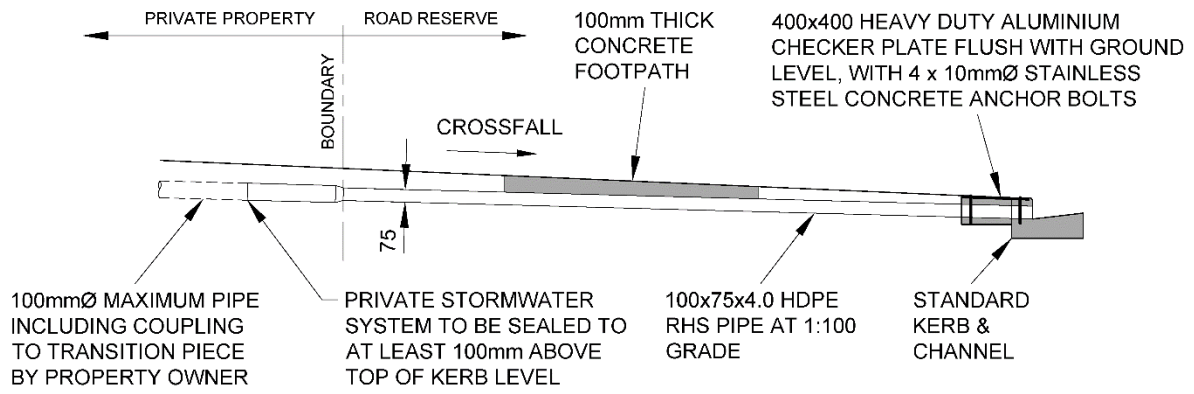 PRIVATE PROPERTY
ROAD RESERVE
BOUNDARY
CROSSFALL
100mm THICK
CONCRETE
FOOTPATH
400x400 HEAVY DUTY ALUMINIUM
CHECKER PLATE FLUSH WITH GROUND
LEVEL, WITH 4 x 10mmØ STAINLESS
STEEL CONCRETE ANCHOR BOLTS
75
100mmØ MAXIMUM PIPE
INCLUDING COUPLING
TO TRANSITION PIECE
BY PROPERTY OWNER
PRIVATE STORMWATER
SYSTEM TO BE SEALED TO
AT LEAST 100mm ABOVE
TOP OF KERB LEVEL
100x75x4.0 HDPE
RHS PIPE AT 1:100
GRADE
STANDARD
KERB &
CHANNEL